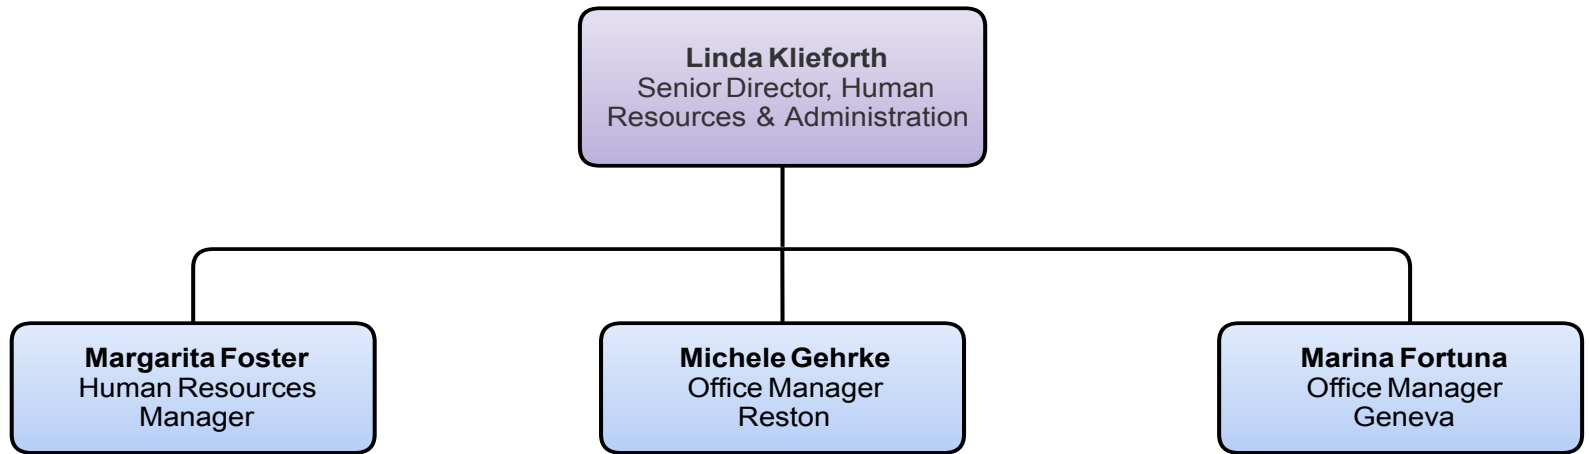 Linda Klieforth
Senior Director, Human
Resources & Administration
Margarita Foster
Human Resources
Manager
Michele Gehrke
Office Manager
Reston
Marina Fortuna
Office Manager
Geneva